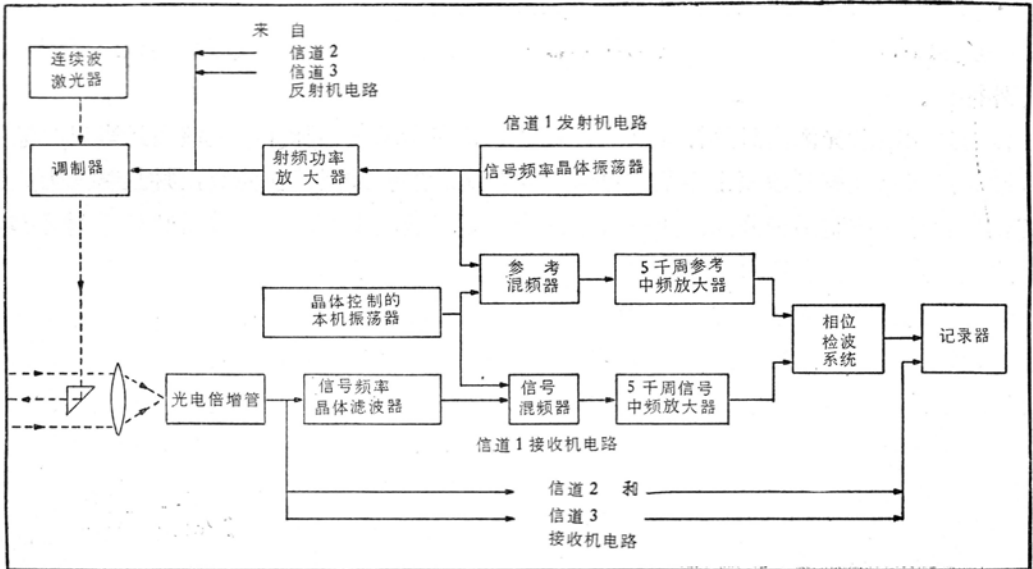 来 自
信道2
信道3
反射机电路
连续波
激光器
信道1发射机电路
调制器
射频功率
放大器
信号频率晶体振荡器
参 考
混频器
5千周参考
中频放大器
晶体控制的
本机振荡器
相位
检波
系统
记录器
光电倍增管
信号频率
晶体滤波器
信号
混频器
5千周信号
中频放大器
信道1接收机电路
信道2 和
信道3
接收机电路